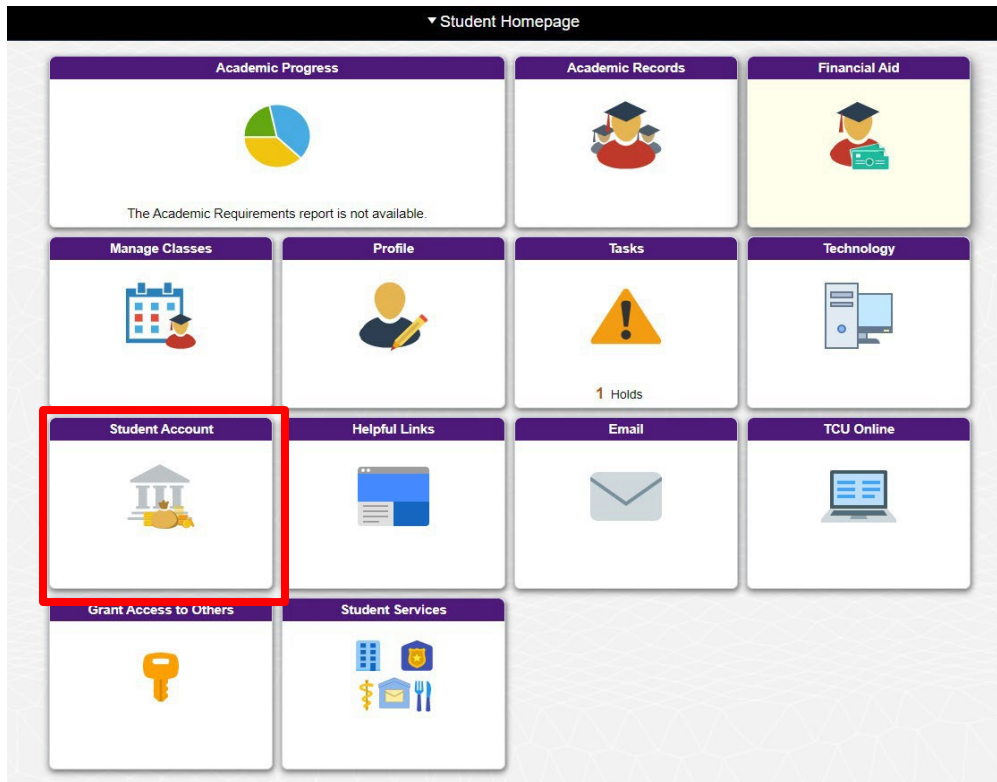 Student Homepage
Academic Progress
Academic Records
Financial Aid
The Academic Requirements report is not available.
Manage Classes
Profile
Tasks
Technology
1 Holds
Student Account
Helpful Links
Email
TCU Online
Grant Access to Others
Student Services